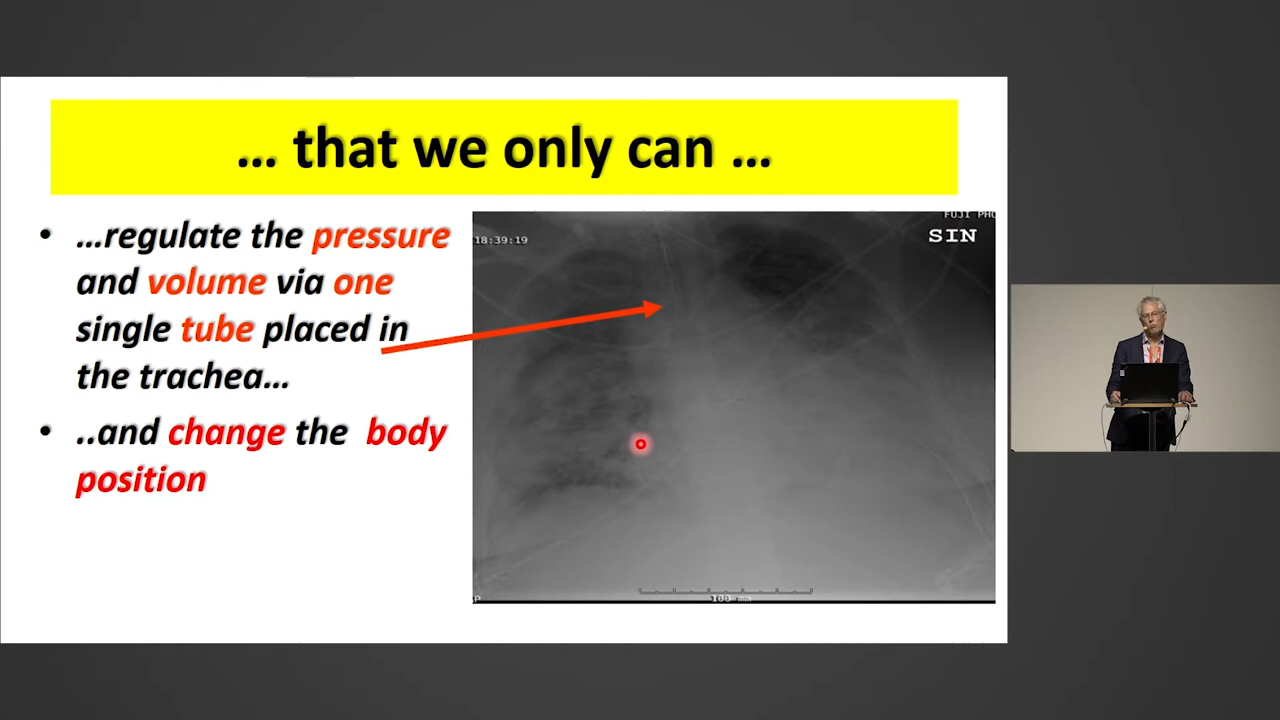 … that we only can …
• …regulate the pressure
and volume via one
single tube placed in
the trachea…
• ..and change the body
position
FUJI PHO
18:39:19
SIN
100 mm